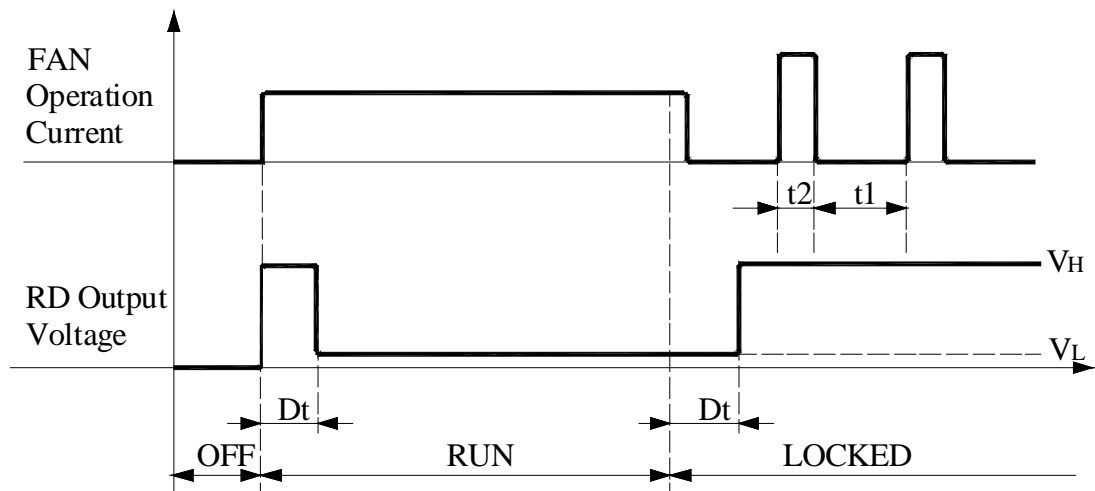 FAN
Operation
Current
t2
t1
VH
RD Output
Voltage
VL
Dt
Dt
OFF
RUN
LOCKED